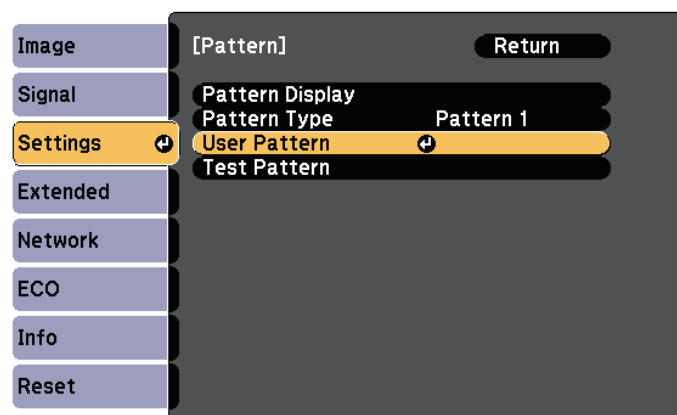 Image
Signal
Settings
Extended
Network
ECO
Info
Reset
[Pattern] Return
Pattern Display
Pattern Type Pattern 1
User Pattern
Test Pattern